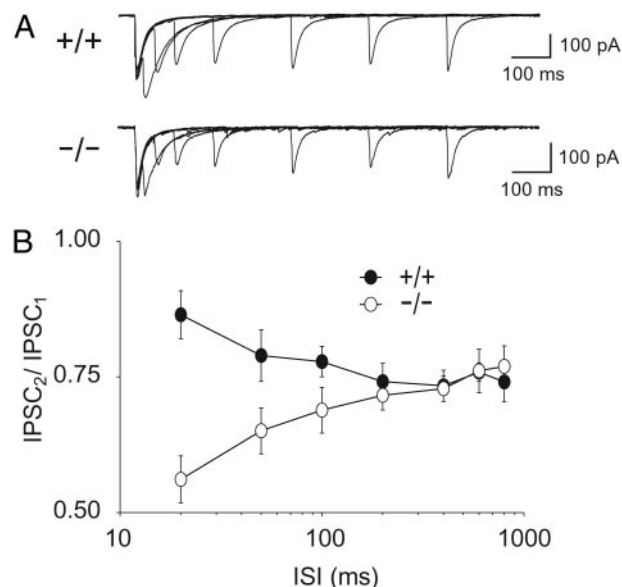 A
+/+
100 pA
100 ms
−/−
100 pA
100 ms
B
1.00
+/+
−/−
IPSC₂/ IPSC₁
0.75
0.50
10
100
1000
ISI (ms)